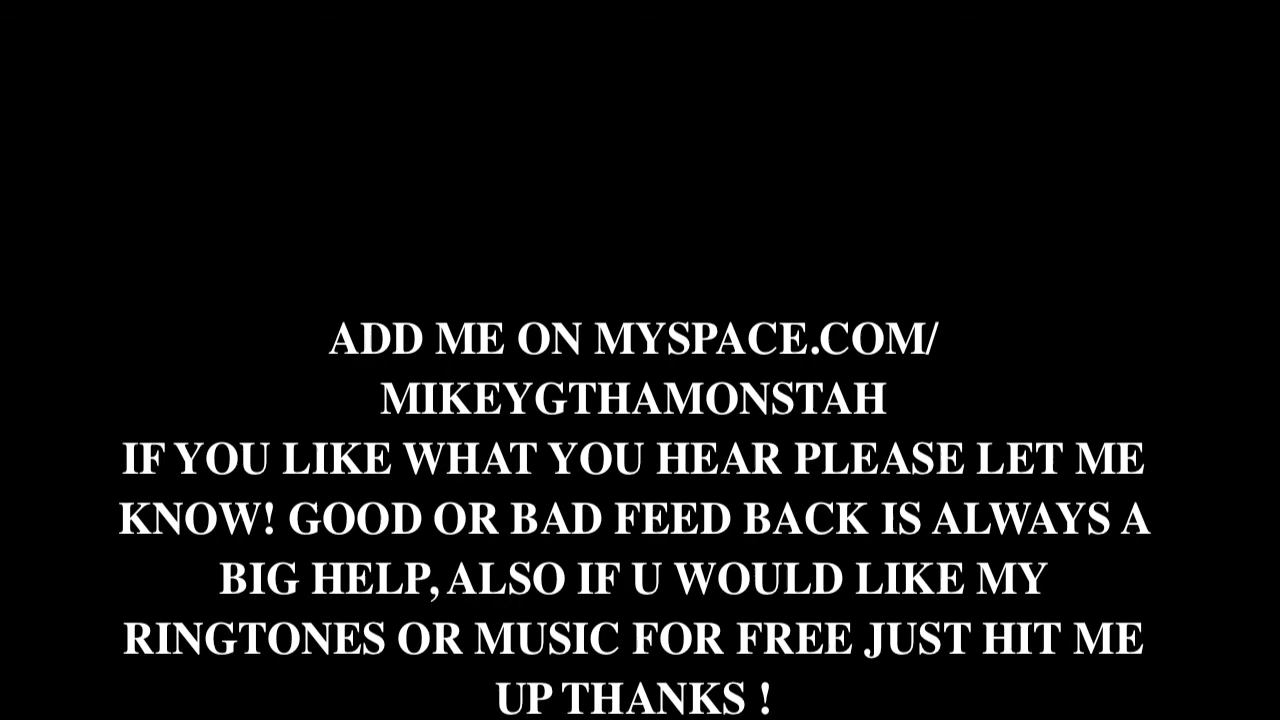 ADD ME ON MYSPACE.COM/
MIKEYGTHAMONSTAH
IF YOU LIKE WHAT YOU HEAR PLEASE LET ME
KNOW! GOOD OR BAD FEED BACK IS ALWAYS A
BIG HELP, ALSO IF U WOULD LIKE MY
RINGTONES OR MUSIC FOR FREE JUST HIT ME
UP THANKS !